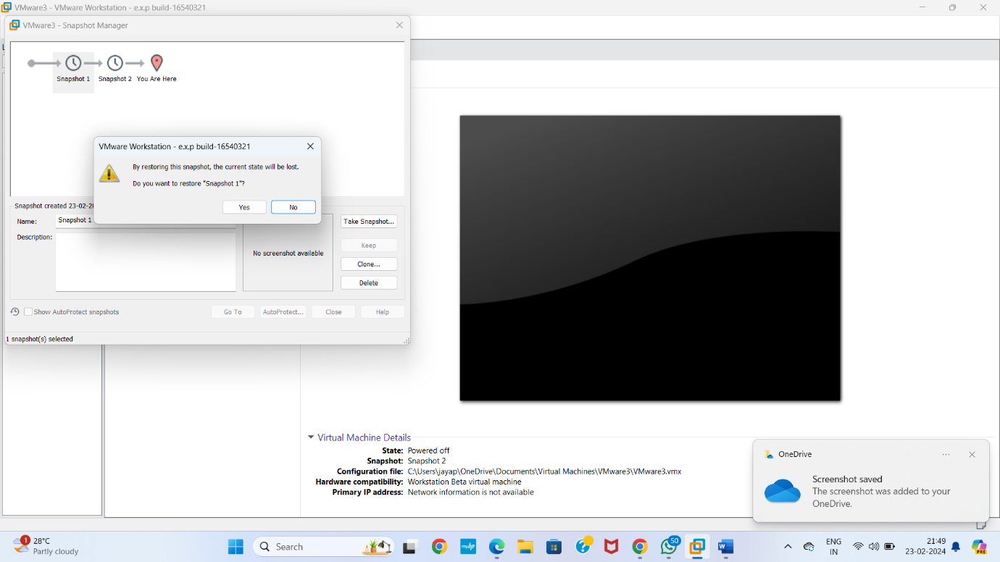 VMware3 - VMware Workstation - e.x.p build-16540321
VMware3 - Snapshot Manager
Snapshot 1
Snapshot 2
You Are Here
VMware Workstation - e.x.p build-16540321
By restoring this snapshot, the current state will be lost.
Do you want to restore "Snapshot 1"?
Yes
No
Snapshot created 23-02-20
Name:
Snapshot 1
Description:
No screenshot available
Take Snapshot...
Keep
Clone...
Delete
Show AutoProtect snapshots
Go To
AutoProtect...
Close
Help
1 snapshot(s) selected
Virtual Machine Details
State: Powered off
Snapshot: Snapshot 2
Configuration file: C:\Users\jayap\OneDrive\Documents\Virtual Machines\VMware3\VMware3.vmx
Hardware compatibility: Workstation Beta virtual machine
Primary IP address: Network information is not available
OneDrive
Screenshot saved
The screenshot was added to your
OneDrive.
1
28°C
Partly cloudy
Search
myhp
50
ENG
IN
21:49
23-02-2024
PRE